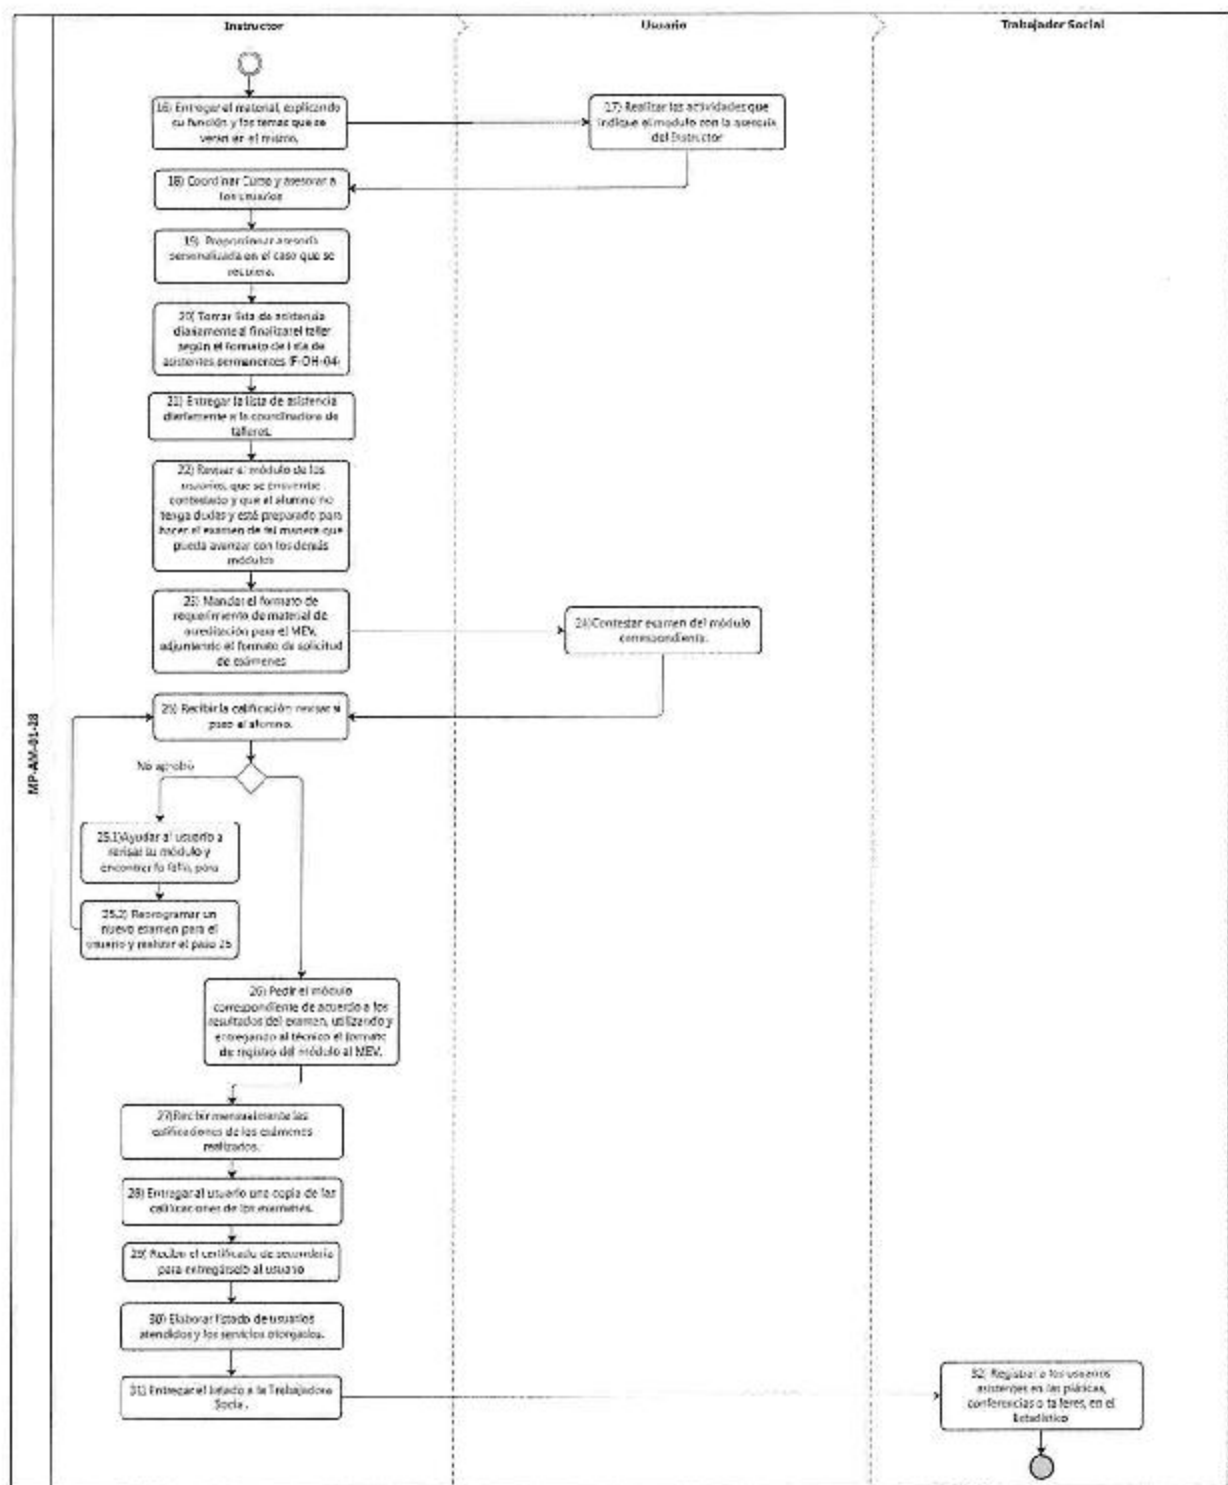 Instructor
Usuario
Trabajador Social
MP-AM-01-28
16) Entregar el material, explicando
su función y los temas que se
verán en el mismo.
17) Realizar las actividades que
indique el modulo con la asesoría
del Instructor
18) Coordinar Curso y asesorar a
los usuarios
19) Proporcionar asesoría
personalizada en el caso que se
requiera.
20) Tomar lista de asistencia
diariamente al finalizar el taller
según el formato de lista de
asistentes permanentes (F-DH-04)
21) Entregar la lista de asistencia
diariamente a la coordinadora de
talleres.
22) Revisar el módulo de los
usuarios, que se encuentre
contestado y que el alumno no
tenga dudas y está preparado para
hacer el examen de tal manera que
pueda avanzar con los demás
módulos
23) Mandar el formato de
requerimiento de material de
acreditación para el MEV,
adjuntando el formato de solicitud
de exámenes
24)Contestar examen del módulo
correspondiente.
25) Recibir la calificación revisar si
paso el alumno.
No aprobó
25.1)Ayudar al usuario a
revisar su módulo y
encontrar la falla, para
25.2) Reprogramar un
nuevo examen para el
usuario y realizar el paso 25
26) Pedir el módulo
correspondiente de acuerdo a los
resultados del examen, utilizando y
entregando al técnico el formato
de registro del módulo al MEV.
27)Recibir mensualmente las
calificaciones de los exámenes
realizados.
28) Entregar al usuario una copia de las
calificaciones de los exámenes.
29) Recibir el certificado de secundaria
para entregárselo al usuario
30) Elaborar listado de usuarios
atendidos y los servicios otorgados.
31) Entregar el listado a la Trabajadora
Social.
32) Registrar a los usuarios
asistentes en las pláticas,
conferencias o talleres, en el
Estadístico